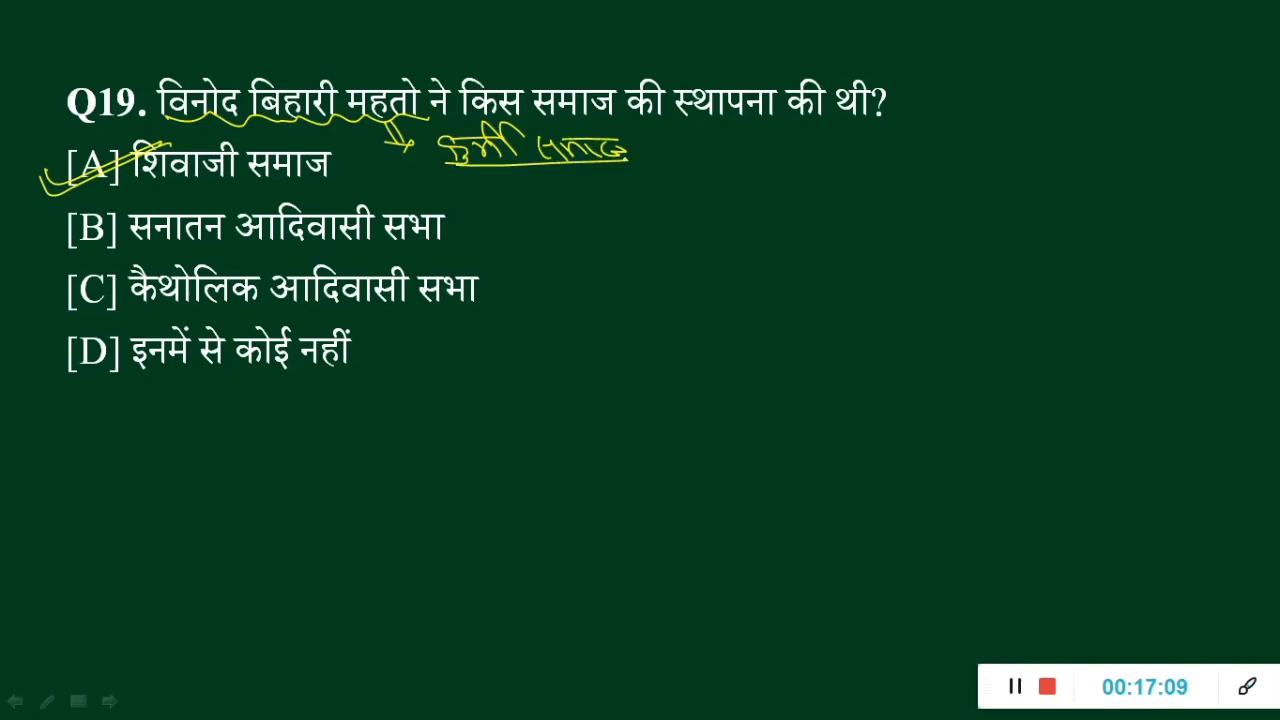 Q19. विनोद बिहारी महतो ने किस समाज की स्थापना की थी?
कुर्मी समाज
[A] शिवाजी समाज
[B] सनातन आदिवासी सभा
[C] कैथोलिक आदिवासी सभा
[D] इनमें से कोई नहीं
00:17:09